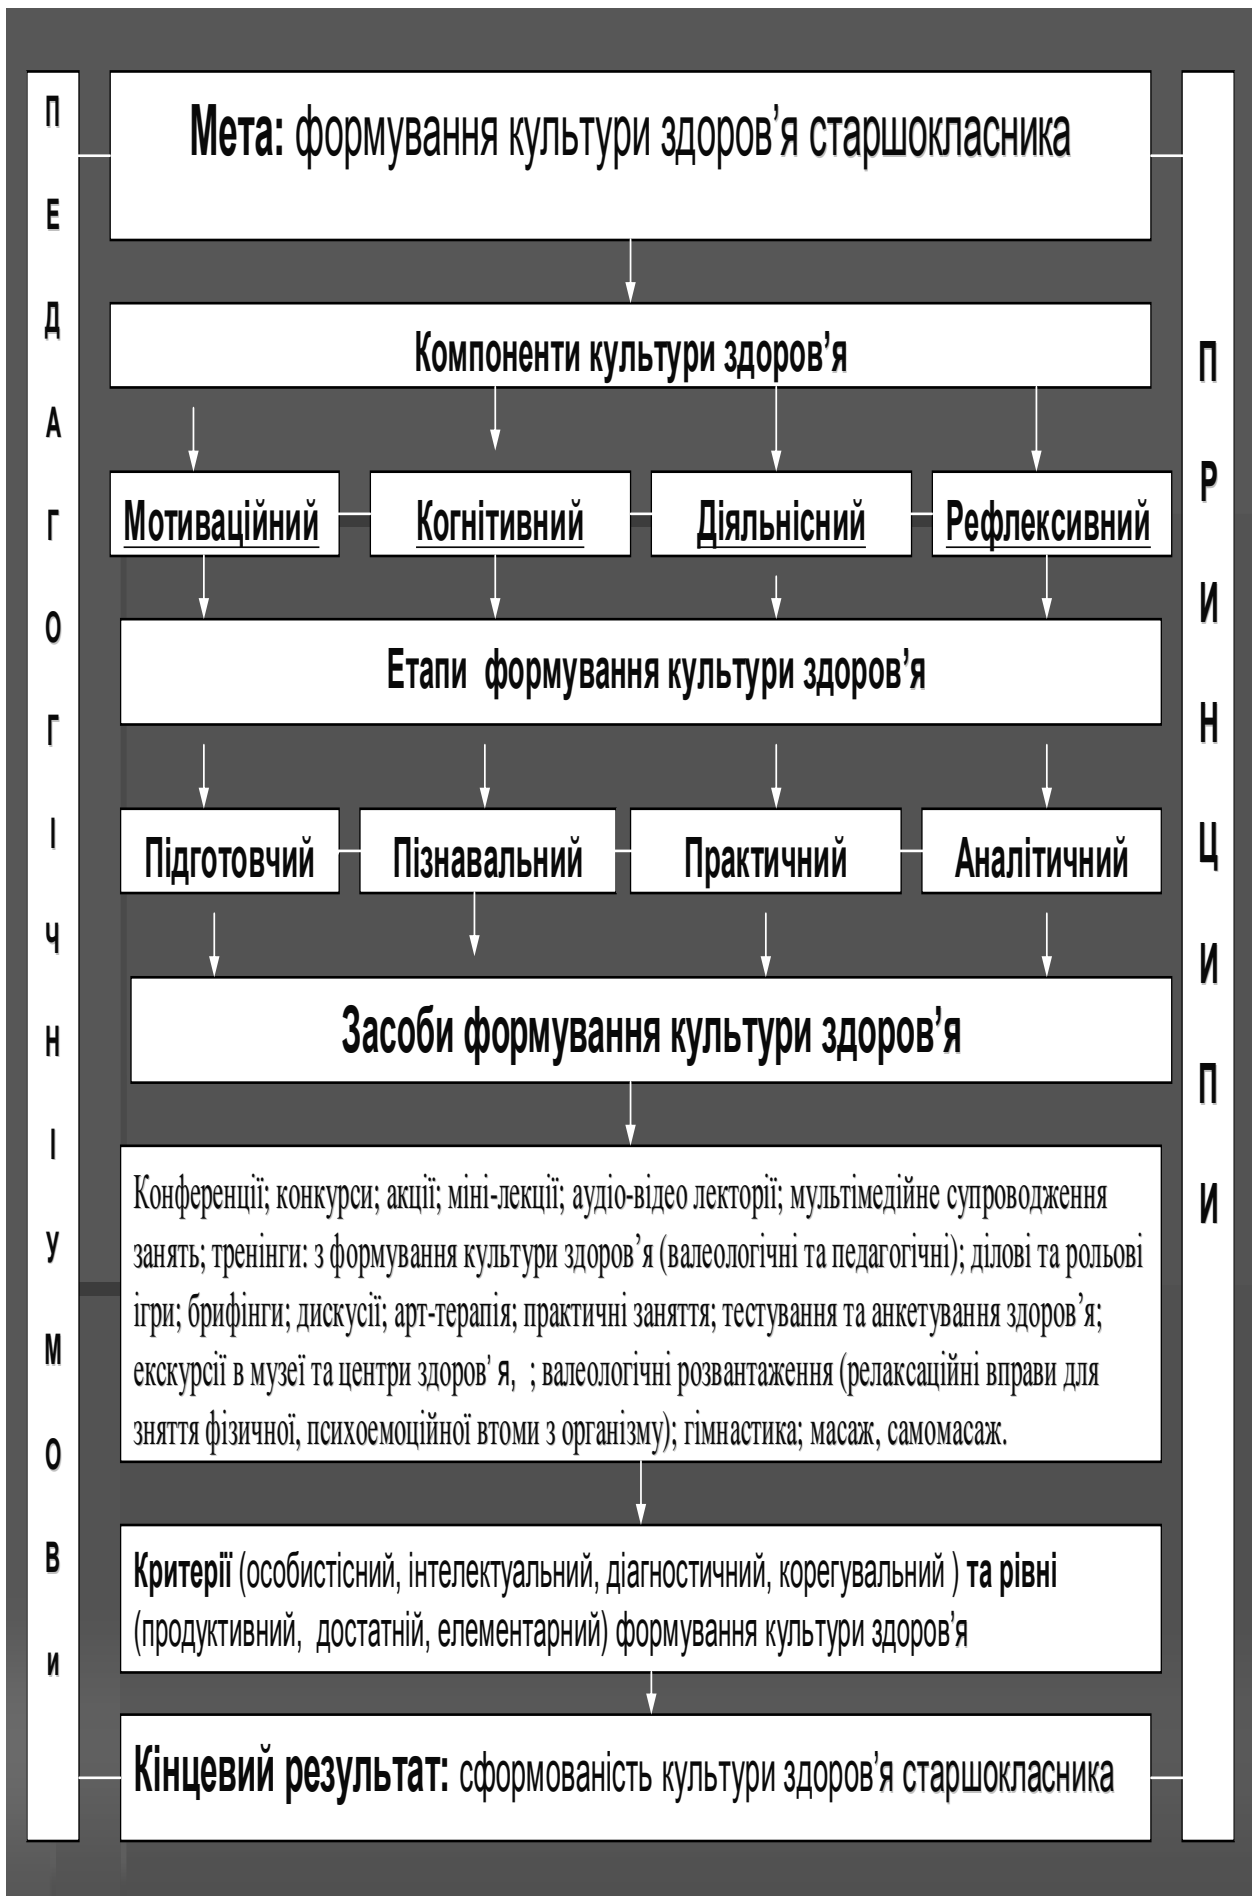 П
Е
Д
А
Г
О
Г
І
Ч
Н
І
У
М
О
В
и
Мета: формування культури здоров’я старшокласника
Компоненти культури здоров’я
Мотиваційний
Когнітивний
Діяльнісний
Рефлексивний
Етапи формування культури здоров’я
Підготовчий
Пізнавальний
Практичний
Аналітичний
Засоби формування культури здоров’я
Конференції; конкурси; акції; міні-лекції; аудіо-відео лекторії; мультімедійне супроводження
занять; тренінги: з формування культури здоров’я (валеологічні та педагогічні); ділові та рольові
ігри; брифінги; дискусії; арт-терапія; практичні заняття; тестування та анкетування здоров’я;
екскурсії в музеї та центри здоров’ я, ; валеологічні розвантаження (релаксаційні вправи для
зняття фізичної, психоемоційної втоми з організму); гімнастика; масаж, самомасаж.
Критерії (особистісний, інтелектуальний, діагностичний, корегувальний ) та рівні
(продуктивний, достатній, елементарний) формування культури здоров’я
Кінцевий результат: сформованість культури здоров’я старшокласника
П
Р
И
Н
Ц
И
П
И